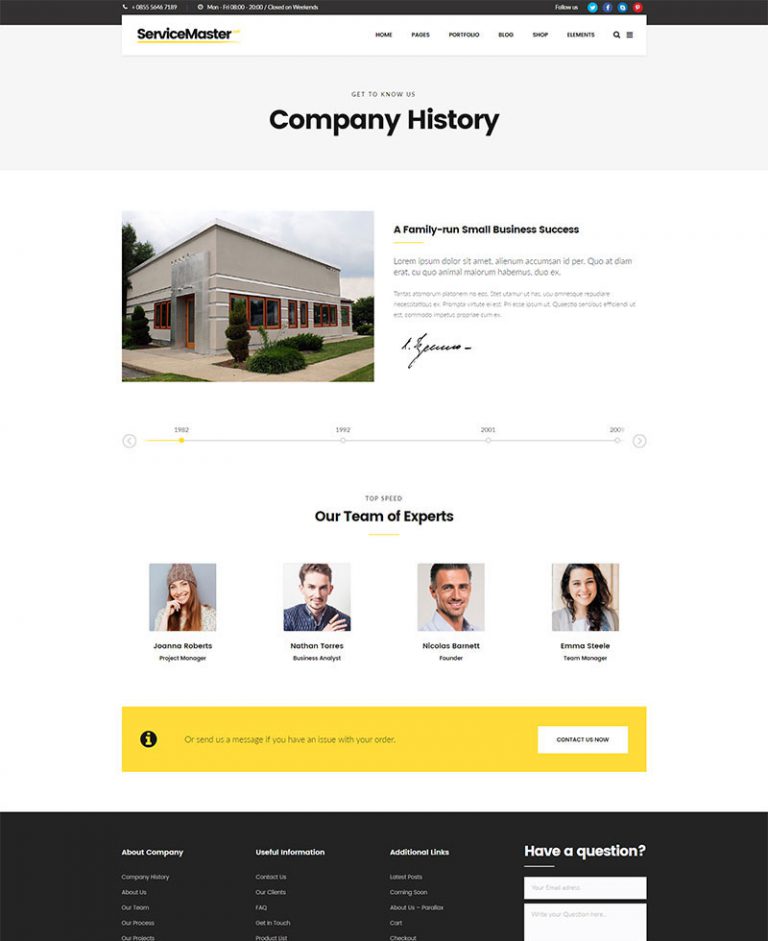 + 0855 5646 7189
Mon - Fri 08:00 - 20:00 / Closed on Weekends
Follow us
ServiceMaster
HOME
PAGES
PORTFOLIO
BLOG
SHOP
ELEMENTS
GET TO KNOW US
Company History
A Family-run Small Business Success
Lorem ipsum dolor sit amet, alienum accumsan id per. Quo at diam
erat, cu quo animal maiorum habemus, duo ex.
Tantas atomorum platonem no eos. Stet utamur ut nas, usu omnesque repudiare
necessitatibus ex. Prompta virtute eu est. Pri esse ipsum ut. Quaestio sensibus efficiendi ut
est, commodo impetus propriae cum ex.
1982
1992
2001
2009
TOP SPEED
Our Team of Experts
Joanna Roberts
Project Manager
Nathan Torres
Business Analyst
Nicolas Barnett
Founder
Emma Steele
Team Manager
Or send us a message if you have an issue with your order.
CONTACT US NOW
About Company
Company History
About Us
Our Team
Our Process
Our Projects
Useful Information
Contact Us
Our Clients
FAQ
Get In Touch
Product List
Additional Links
Latest Posts
Coming Soon
About Us – Parallax
Cart
Checkout
Have a question?
Your Email adress
Write your Question here...